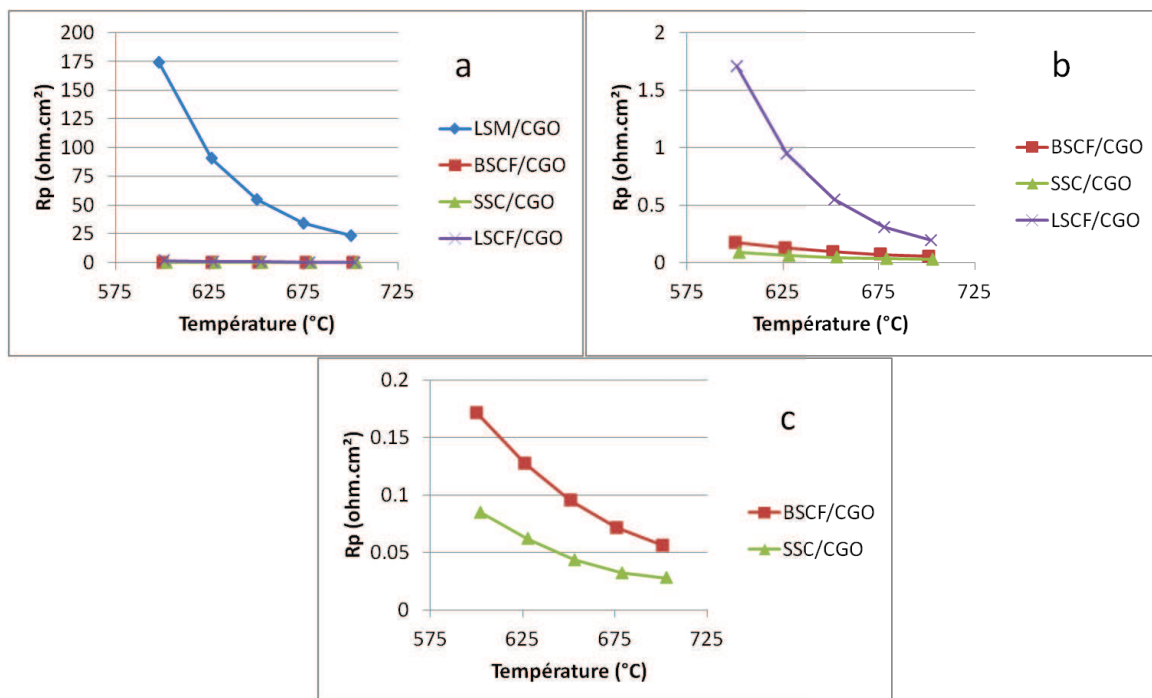 a
Rp (ohm.cm²)
200
175
150
125
100
75
50
25
0
575
625
675
725
Température (°C)
LSM/CGO
BSCF/CGO
SSC/CGO
LSCF/CGO
b
Rp (ohm.cm²)
2
1.5
1
0.5
0
575
625
675
725
Température (°C)
BSCF/CGO
SSC/CGO
LSCF/CGO
c
Rp (ohm.cm²)
0.2
0.15
0.1
0.05
0
575
625
675
725
Température (°C)
BSCF/CGO
SSC/CGO